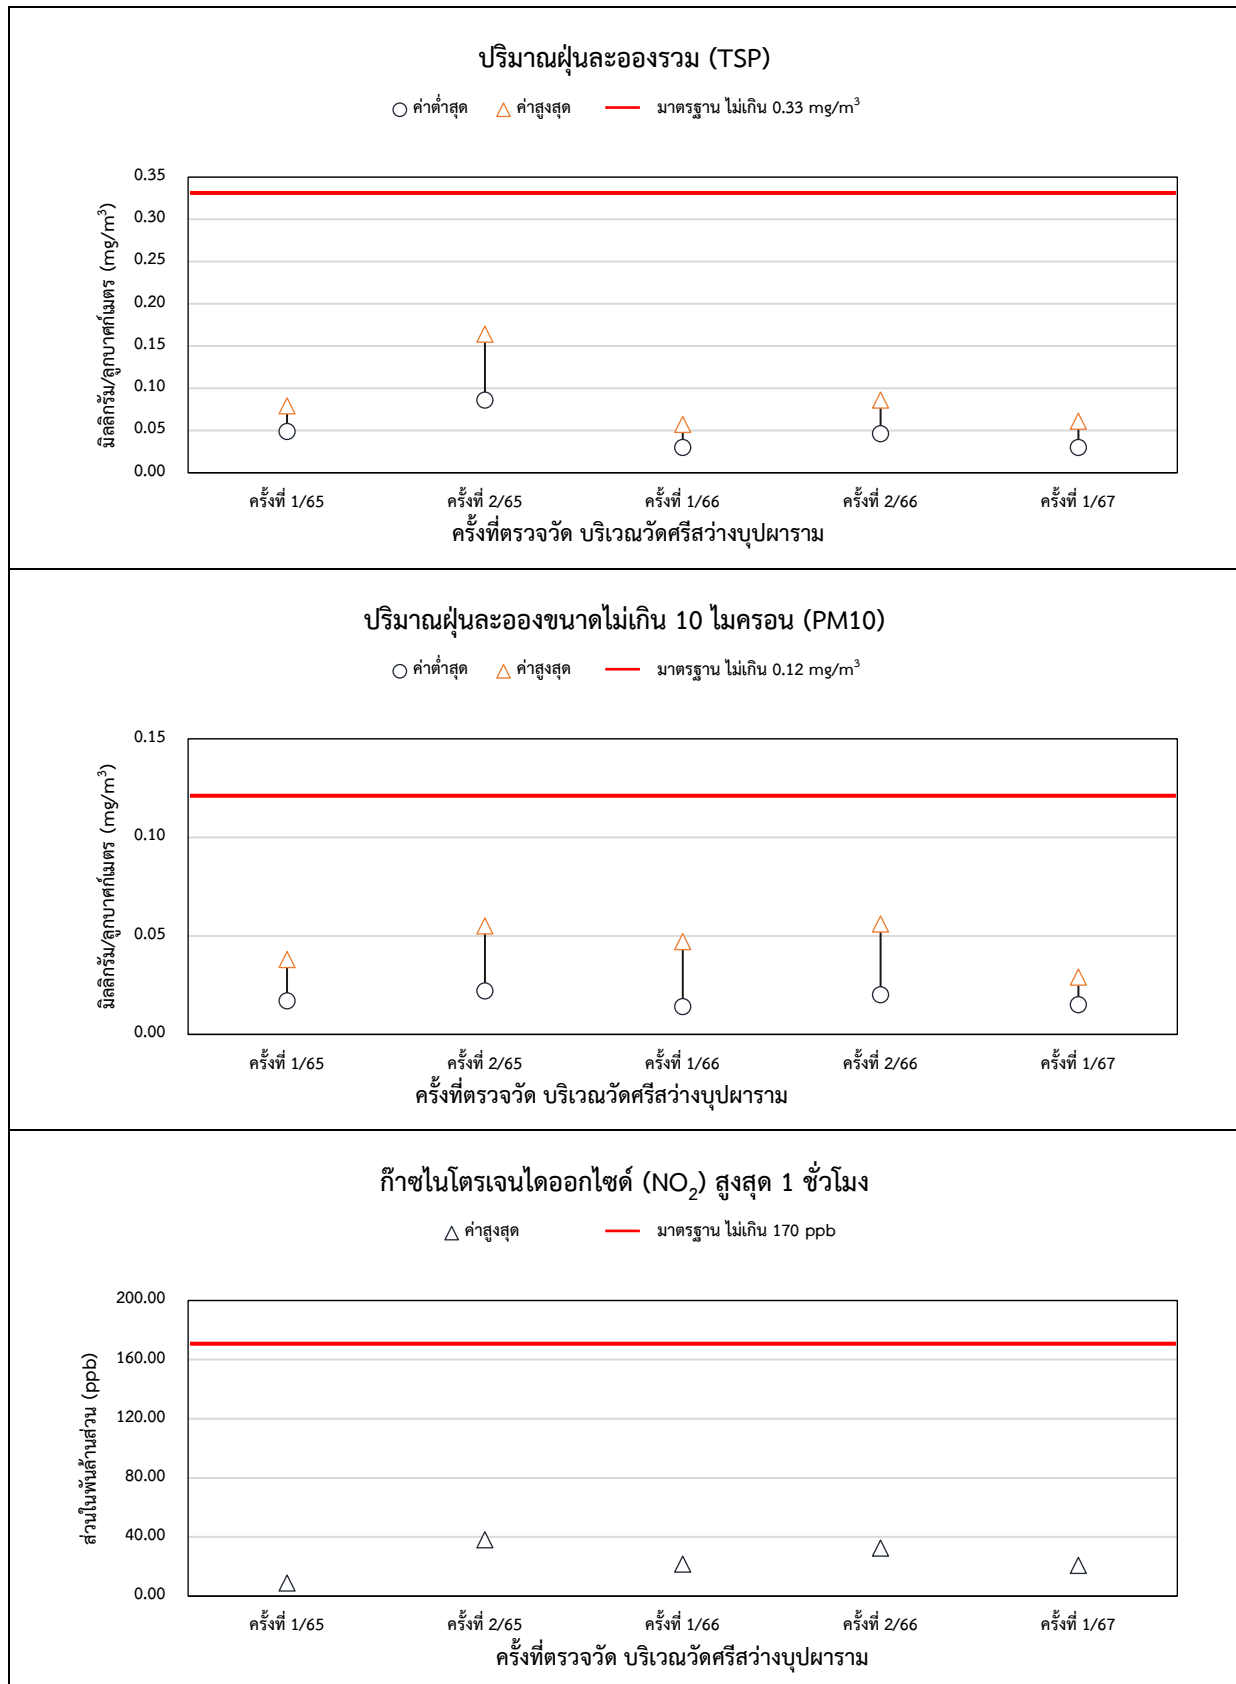 ปริมาณฝุ่นละอองรวม (TSP)
ค่าต่ำสุด ค่าสูงสุด มาตรฐาน ไม่เกิน 0.33 mg/m³
มิลลิกรัม/ลูกบาศก์เมตร (mg/m³)
0.35
0.30
0.25
0.20
0.15
0.10
0.05
0.00
ครั้งที่ 1/65 ครั้งที่ 2/65 ครั้งที่ 1/66 ครั้งที่ 2/66 ครั้งที่ 1/67
ครั้งที่ตรวจวัด บริเวณวัดศรีสว่างบุปผาราม
ปริมาณฝุ่นละอองขนาดไม่เกิน 10 ไมครอน (PM10)
ค่าต่ำสุด ค่าสูงสุด มาตรฐาน ไม่เกิน 0.12 mg/m³
มิลลิกรัม/ลูกบาศก์เมตร (mg/m³)
0.15
0.10
0.05
0.00
ครั้งที่ 1/65 ครั้งที่ 2/65 ครั้งที่ 1/66 ครั้งที่ 2/66 ครั้งที่ 1/67
ครั้งที่ตรวจวัด บริเวณวัดศรีสว่างบุปผาราม
ก๊าซไนโตรเจนไดออกไซด์ (NO₂) สูงสุด 1 ชั่วโมง
ค่าสูงสุด มาตรฐาน ไม่เกิน 170 ppb
ส่วนในพันล้านส่วน (ppb)
200.00
160.00
120.00
80.00
40.00
0.00
ครั้งที่ 1/65 ครั้งที่ 2/65 ครั้งที่ 1/66 ครั้งที่ 2/66 ครั้งที่ 1/67
ครั้งที่ตรวจวัด บริเวณวัดศรีสว่างบุปผาราม